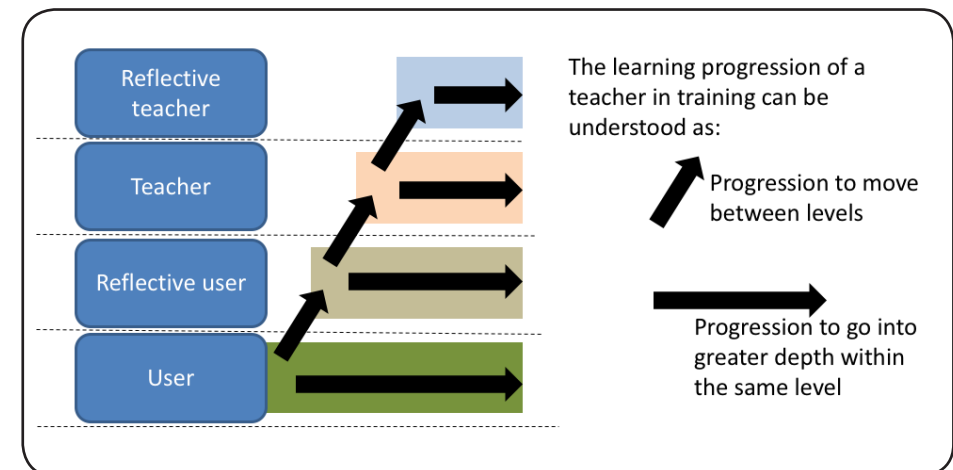 Reflective
teacher
Teacher
Reflective user
User
The learning progression of a
teacher in training can be
understood as:
Progression to move
between levels
Progression to go into
greater depth within
the same level